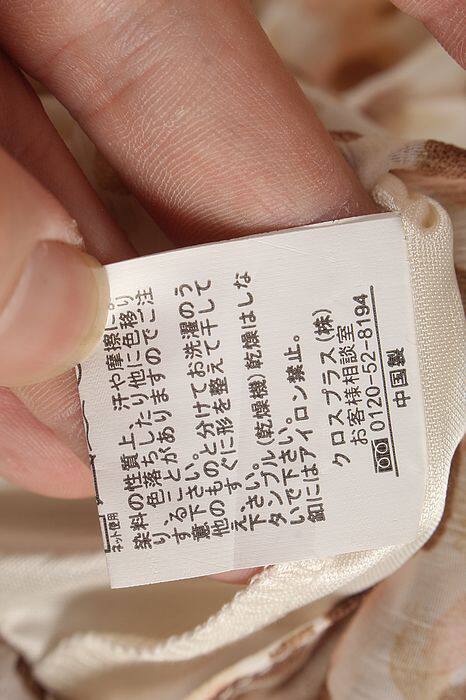 ネット使用
染料の性質上、汗や摩擦により
り、色落ちしたり他に色移り
す、ることがありますのでご注
意下さい。
他のものと分けてお洗濯のう
え、すぐに形を整えて干して
下さい。
タンブル(乾燥機)乾燥はしな
いで下さい。
釦にはアイロン禁止。
クロスプラス(株)
お客様相談室
0120-52-8194
中国製